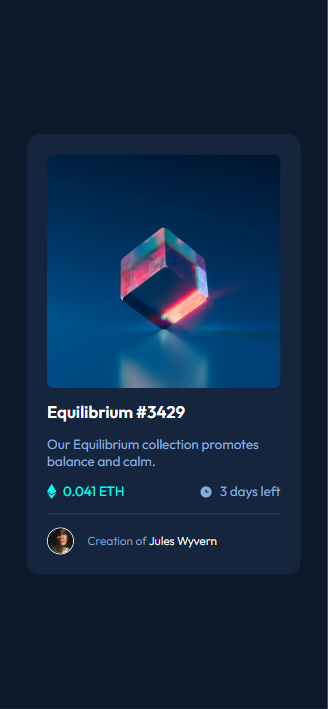 Equilibrium #3429
Our Equilibrium collection promotes
balance and calm.
0.041 ETH 3 days left
Creation of Jules Wyvern